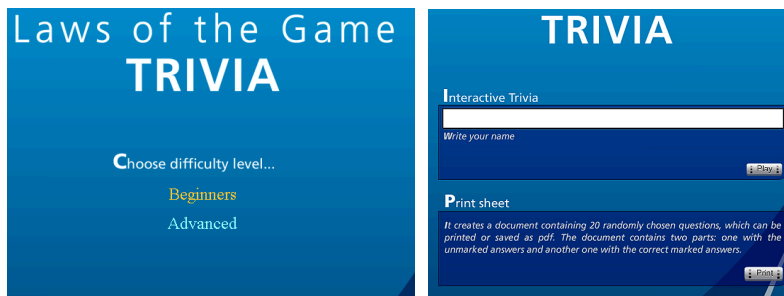 Laws of the Game
TRIVIA
Choose difficulty level...
Beginners
Advanced
TRIVIA
Interactive Trivia
Write your name
Play
Print sheet
It creates a document containing 20 randomly chosen questions, which can be
printed or saved as pdf. The document contains two parts: one with the
unmarked answers and another one with the correct marked answers.
Print